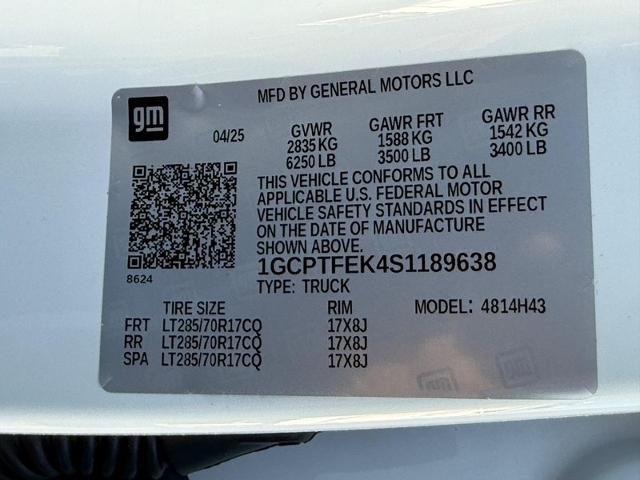 MFD BY GENERAL MOTORS LLC
gm
04/25
GVWR GAWR FRT GAWR RR
2835 KG 1588 KG 1542 KG
6250 LB 3500 LB 3400 LB
THIS VEHICLE CONFORMS TO ALL
APPLICABLE U.S. FEDERAL MOTOR
VEHICLE SAFETY STANDARDS IN EFFECT
ON THE DATE OF MANUFACTURE
SHOWN ABOVE
1GCPTFEK4S1189638
8624
TYPE: TRUCK
TIRE SIZE RIM MODEL: 4814H43
FRT LT285/70R17CQ 17X8J
RR LT285/70R17CQ 17X8J
SPA LT285/70R17CQ 17X8J